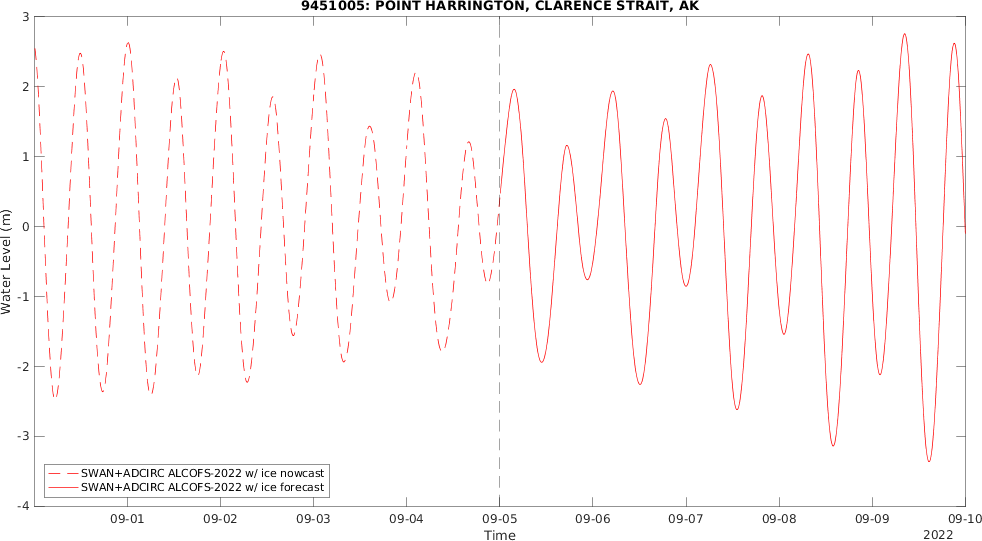 9451005: POINT HARRINGTON, CLARENCE STRAIT, AK
3
2
1
0
-1
-2
-3
-4
Water Level (m)
SWAN+ADCIRC ALCOFS-2022 w/ ice nowcast
SWAN+ADCIRC ALCOFS-2022 w/ ice forecast
09-01 09-02 09-03 09-04 09-05 09-06 09-07 09-08 09-09 09-10
Time
2022